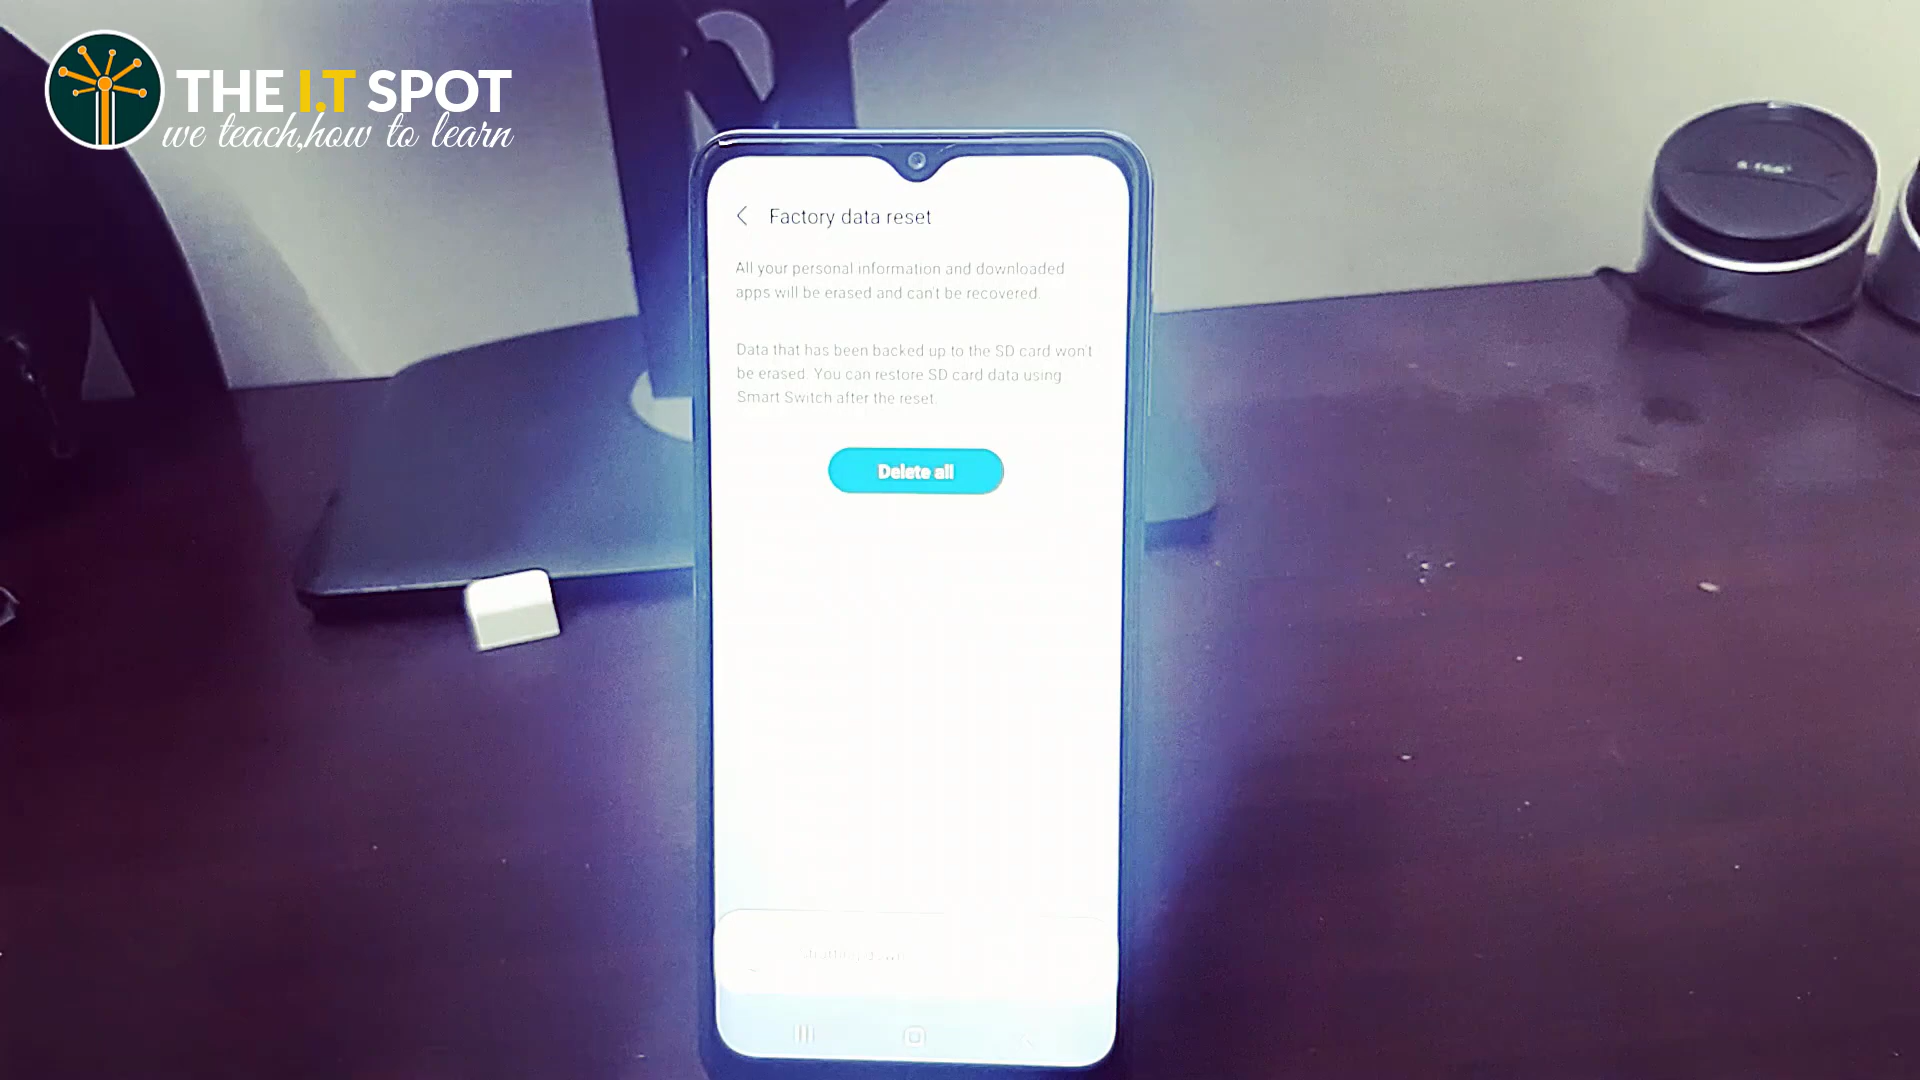 THE I.T SPOT
we teach,how to learn
Factory data reset
All your personal information and downloaded
apps will be erased and can't be recovered.
Data that has been backed up to the SD card won't
be erased. You can restore SD card data using
Smart Switch after the reset.
Delete all